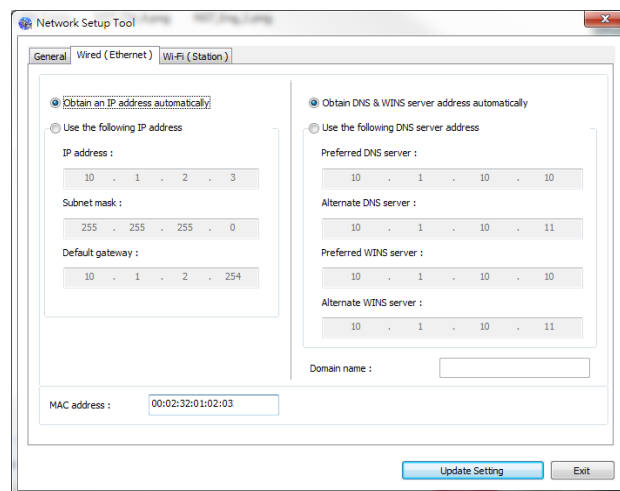 Network Setup Tool
General Wired ( Ethernet ) Wi-Fi ( Station )
Obtain an IP address automatically
Use the following IP address
IP address :
10 . 1 . 2 . 3
Subnet mask :
255 . 255 . 255 . 0
Default gateway :
10 . 1 . 2 . 254
Obtain DNS & WINS server address automatically
Use the following DNS server address
Preferred DNS server :
10 . 1 . 10 . 10
Alternate DNS server :
10 . 1 . 10 . 11
Preferred WINS server :
10 . 1 . 10 . 10
Alternate WINS server :
10 . 1 . 10 . 11
Domain name :
MAC address : 00:02:32:01:02:03
Update Setting Exit